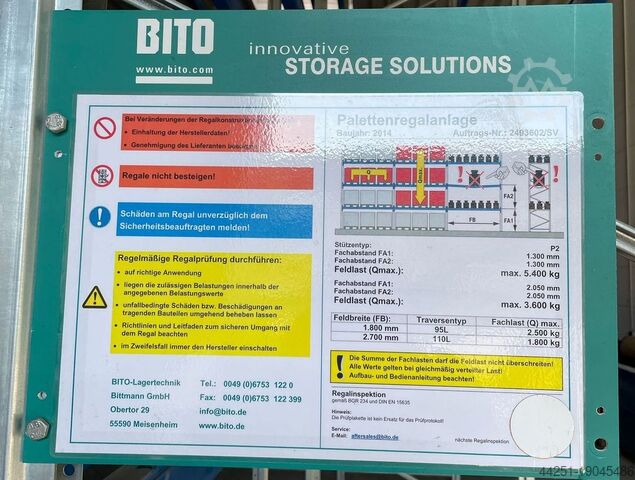 BITO
www.bito.com
innovative
STORAGE SOLUTIONS
Bei Veränderungen der Regalkonstruktion
• Einhaltung der Herstellerdaten!
• Genehmigung des Lieferanten
Regale nicht besteigen!
Schäden am Regal unverzüglich dem
Sicherheitsbeauftragten melden!
Regelmäßige Regalprüfung durchführen:
• auf richtige Anwendung
• liegen die zulässigen Belastungen innerhalb der
angegebenen Belastungswerte
• unfallbedingte Schäden bzw. Beschädigungen an
tragenden Bauteilen umgehend beheben lassen
• Richtlinien und Leitfaden zum sicheren Umgang mit
dem Regal beachten
• im Zweifelsfall immer den Hersteller einschalten
BITO-Lagertechnik Tel.: 0049 (0)6753 122 0
Bittmann GmbH Fax: 0049 (0)6753 122 399
Obertor 29 info@bito.de
55590 Meisenheim www.bito.de
Palettenregalanlage
Baujahr: 2014 Auftrags-Nr.: 2493602/SV
Q
Qmax.
FB
FA2
FA1
Stützentyp: P2
Fachabstand FA1: 1.300 mm
Fachabstand FA2: 1.300 mm
Feldlast (Qmax.) max. 5.400 kg
Fachabstand FA1: 2.050 mm
Fachabstand FA2: 2.050 mm
Feldlast (Qmax.) max. 3.600 kg
Feldbreite (FB): Traversentyp Fachlast (Q) max.
1.800 mm 95L 2.500 kg
2.700 mm 110L 1.800 kg
Die Summe der Fachlasten darf die Feldlast nicht überschreiten!
Alle Werte gelten bei gleichmäßig verteilter Last!
Aufbau- und Bedienanleitung beachten!
Regalinspektion
gemäß BGR 234 und DIN EN 15635
Hinweis:
Die Prüfplakette ist kein Ersatz für das Prüfprotokoll!
Service:
E-Mail: aftersales@bito.de
nächste Regalinspektion
44251-19045486